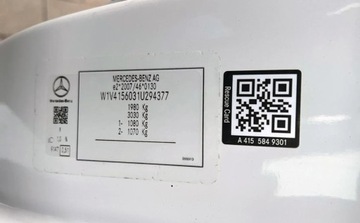 MERCEDES-BENZ AG
e2*2007/46*0130
W1V4156031U294377
1980 Kg
3030 Kg
1- 1080 Kg
2- 1070 Kg
Rescue Card
A 415 584 9301